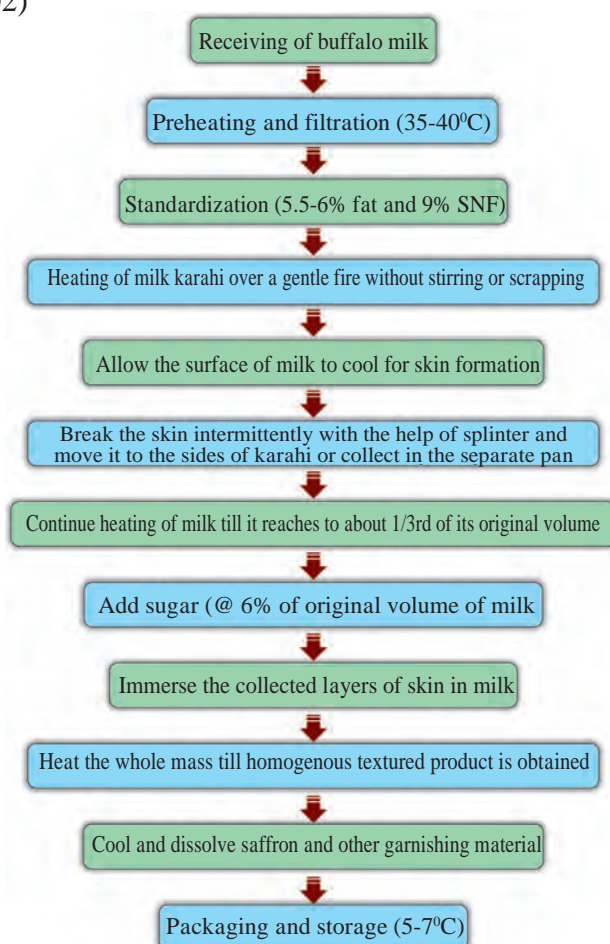 2)
Receiving of buffalo milk
Preheating and filtration (35-40⁰C)
Standardization (5.5-6% fat and 9% SNF)
Heating of milk karahi over a gentle fire without stirring or scrapping
Allow the surface of milk to cool for skin formation
Break the skin intermittently with the help of splinter and
move it to the sides of karahi or collect in the separate pan
Continue heating of milk till it reaches to about 1/3rd of its original volume
Add sugar (@ 6% of original volume of milk
Immerse the collected layers of skin in milk
Heat the whole mass till homogenous textured product is obtained
Cool and dissolve saffron and other garnishing material
Packaging and storage (5-7⁰C)